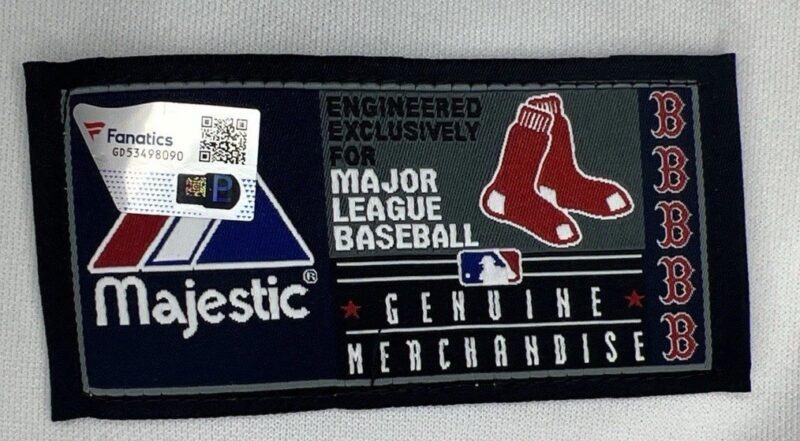 Fanatics
GD53498090
Majestic®
ENGINEERED
EXCLUSIVELY
FOR
MAJOR
LEAGUE
BASEBALL
GENUINE
MERCHANDISE
B
B
B
B
B